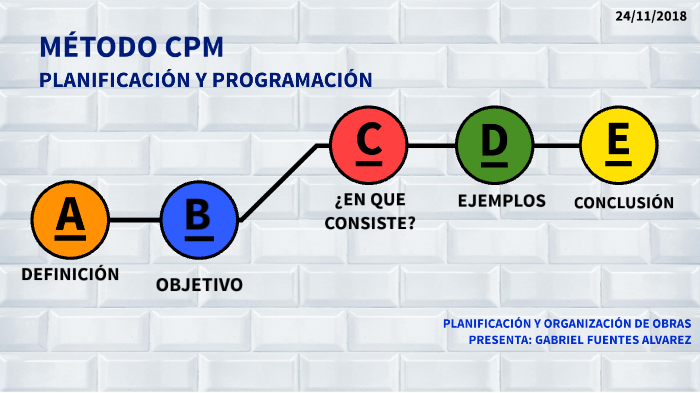 24/11/2018
MÉTODO CPM
PLANIFICACIÓN Y PROGRAMACIÓN
C
D
E
¿EN QUE
CONSISTE?
EJEMPLOS
CONCLUSIÓN
A
B
DEFINICIÓN
OBJETIVO
PLANIFICACIÓN Y ORGANIZACIÓN DE OBRAS
PRESENTA: GABRIEL FUENTES ALVAREZ